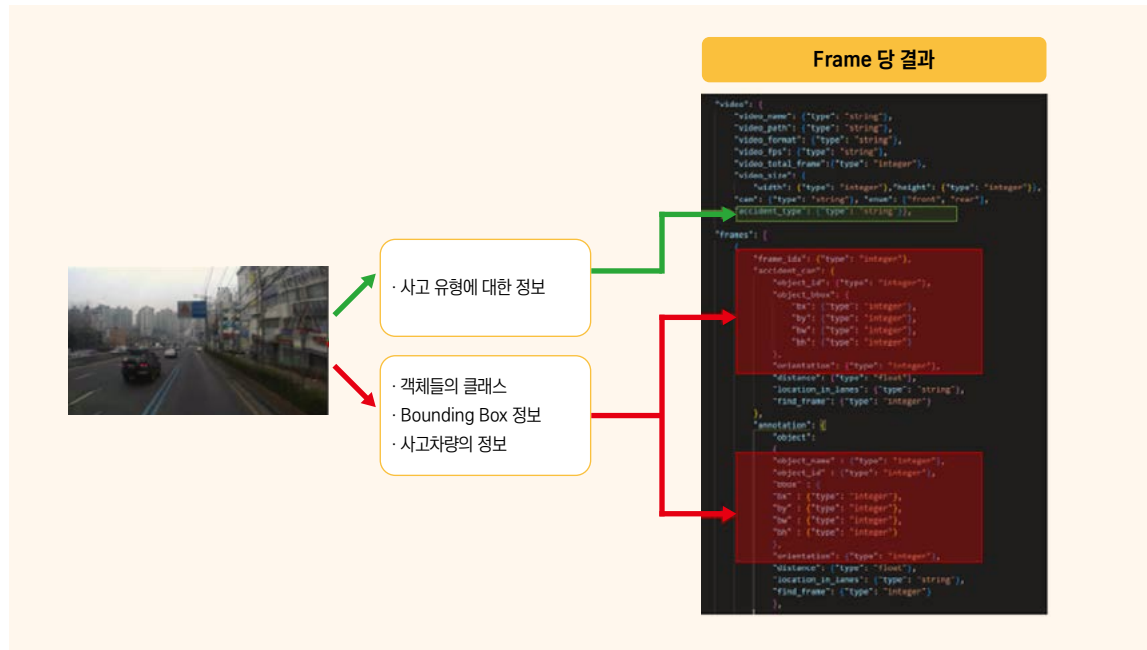 Frame 당 결과
· 사고 유형에 대한 정보
· 객체들의 클래스
· Bounding Box 정보
· 사고차량의 정보
"video": {
"video_name": {"type": "string"},
"video_path": {"type": "string"},
"video_format": {"type": "string"},
"video_fps": {"type": "string"},
"video_total_frame":{"type": "integer"},
"video_size": {
"width": {"type": "integer"},"height": {"type": "integer"}},
"cam": {"type": "string"}, "enum": ["front", "rear"],
accident_type": {"type": "string"}},
"frames": [
{
"frame_idx": {"type": "integer"},
"accident_car": {
"object_id": {"type": "integer"},
"object_bbox": {
"bx": {"type": "integer"},
"by": {"type": "integer"},
"bw": {"type": "integer"},
"bh": {"type": "integer"}
},
"orientation": {"type": "integer"},
"distance": {"type": "float"},
"location_in_lanes": {"type": "string"},
"find_frame": {"type": "integer"}
},
"annotation": {
"object":
{
"object_name" : {"type": "integer"},
"object_id" : {"type": "integer"},
"bbox" : {
"bx" : {"type": "integer"},
"by" : {"type": "integer"},
"bw" : {"type": "integer"},
"bh" : {"type": "integer"}
},
"orientation": {"type": "integer"},
"distance": {"type": "float"},
"location_in_lanes": {"type": "string"},
"find_frame": {"type": "integer"}
},